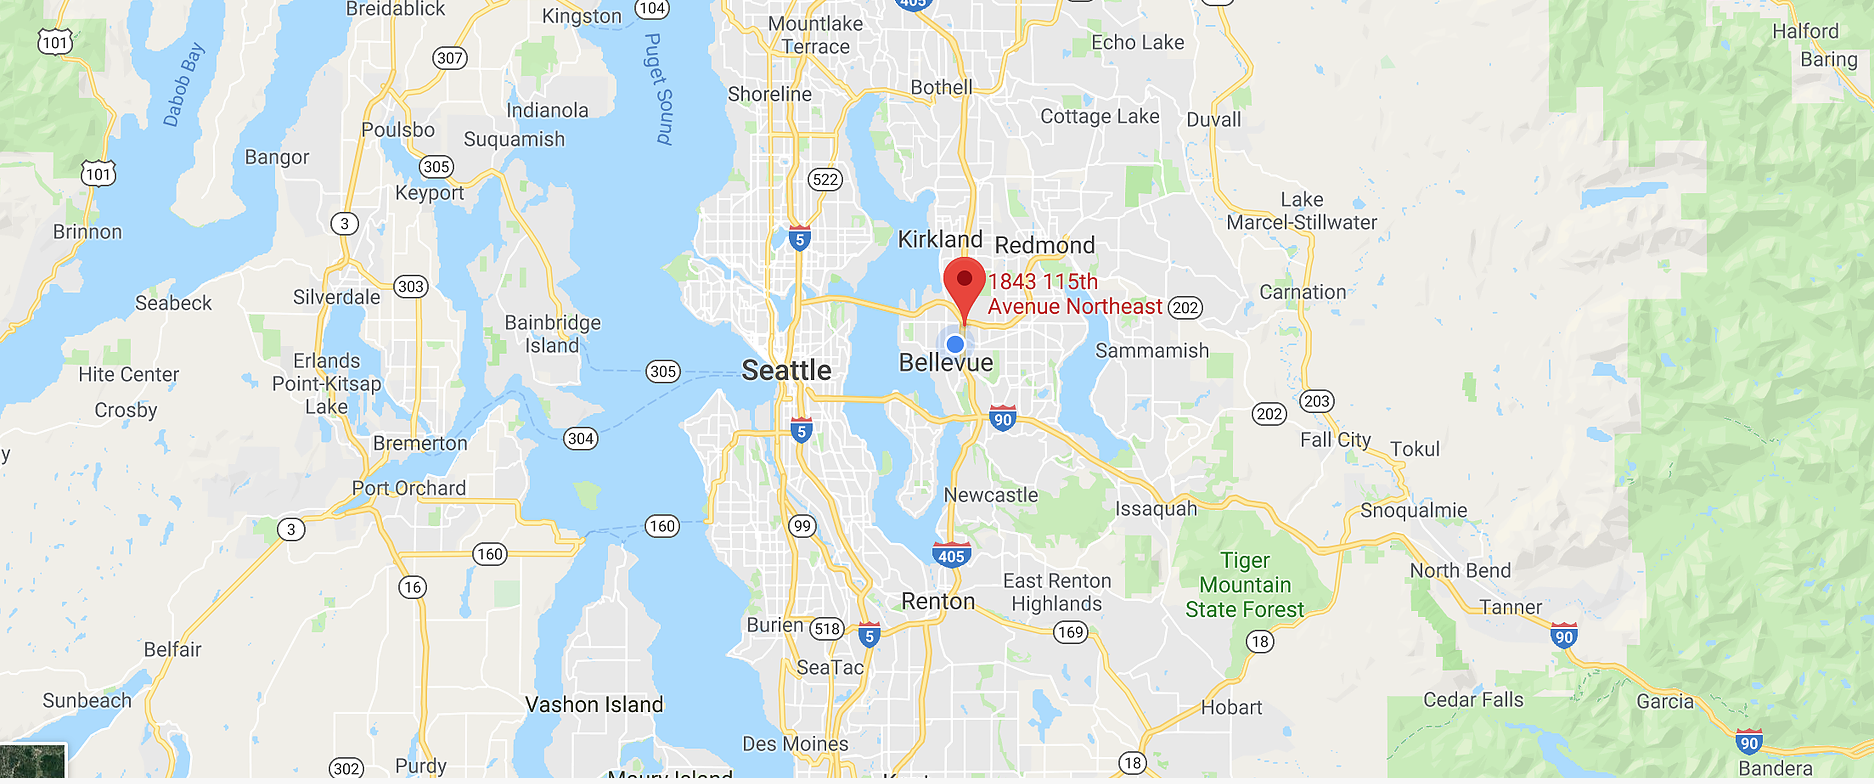 Breidablick
Kingston
104
405
Mountlake
Terrace
Echo Lake
Halford
Baring
101
307
Dabob Bay
Puget Sound
Shoreline
Bothell
Cottage Lake
Duvall
Indianola
Poulsbo
Suquamish
Bangor
305
101
Keyport
522
3
Brinnon
5
Kirkland
Redmond
Lake
Marcel-Stillwater
1843 115th
Avenue Northeast
202
Carnation
303
Silverdale
Seabeck
Bainbridge
Island
Erlands
Point-Kitsap
Lake
Hite Center
Crosby
305
Seattle
Bellevue
Sammamish
203
202
90
5
304
Bremerton
Fall City
Tokul
y
Port Orchard
Newcastle
Issaquah
Snoqualmie
3
160
99
160
405
16
Tiger
Mountain
State Forest
North Bend
East Renton
Highlands
Renton
Tanner
Burien
518
5
169
18
90
Belfair
SeaTac
Sunbeach
Vashon Island
Hobart
Cedar Falls
Garcia
Des Moines
90
302
Purdy
Maury Island
18
Bandera